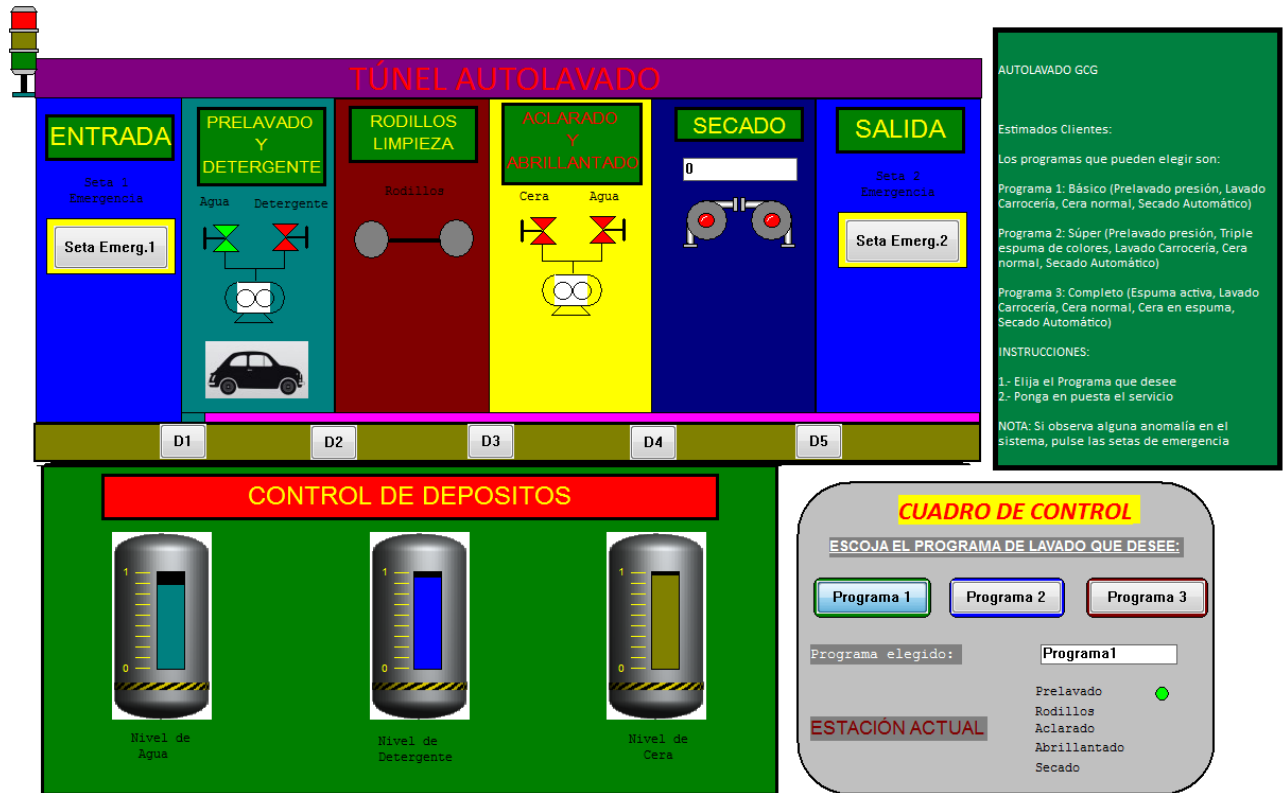 TÚNEL AUTOLAVADO
ENTRADA
Seta 1
Emergencia
Seta Emerg.1
PRELAVADO
Y
DETERGENTE
Agua Detergente
RODILLOS
LIMPIEZA
Rodillos
ACLARADO
Y
ABRILLANTADO
Cera Agua
SECADO
0
SALIDA
Seta 2
Emergencia
Seta Emerg.2
D1 D2 D3 D4 D5
AUTOLAVADO GCG
Estimados Clientes:
Los programas que pueden elegir son:
Programa 1: Básico (Prelavado presión, Lavado
Carrocería, Cera normal, Secado Automático)
Programa 2: Súper (Prelavado presión, Triple
espuma de colores, Lavado Carrocería, Cera
normal, Secado Automático)
Programa 3: Completo (Espuma activa, Lavado
Carrocería, Cera normal, Cera en espuma,
Secado Automático)
INSTRUCCIONES:
1.- Elija el Programa que desee
2.- Ponga en puesta el servicio
NOTA: Si observa alguna anomalía en el
sistema, pulse las setas de emergencia
CONTROL DE DEPOSITOS
1
0
Nivel de
Agua
1
0
Nivel de
Detergente
1
0
Nivel de
Cera
CUADRO DE CONTROL
ESCOJA EL PROGRAMA DE LAVADO QUE DESEE:
Programa 1 Programa 2 Programa 3
Programa elegido: Programa1
ESTACIÓN ACTUAL
Prelavado
Rodillos
Aclarado
Abrillantado
Secado